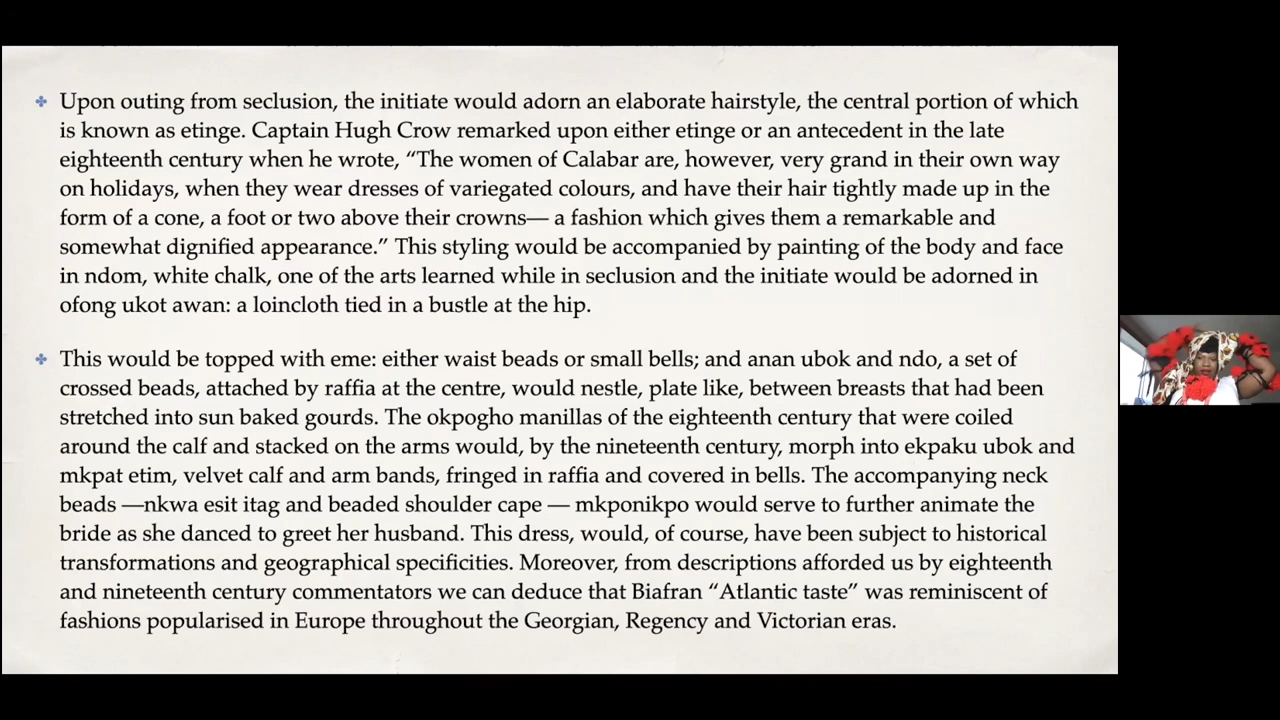 Upon outing from seclusion, the initiate would adorn an elaborate hairstyle, the central portion of which
is known as etinge. Captain Hugh Crow remarked upon either etinge or an antecedent in the late
eighteenth century when he wrote, “The women of Calabar are, however, very grand in their own way
on holidays, when they wear dresses of variegated colours, and have their hair tightly made up in the
form of a cone, a foot or two above their crowns— a fashion which gives them a remarkable and
somewhat dignified appearance.” This styling would be accompanied by painting of the body and face
in ndom, white chalk, one of the arts learned while in seclusion and the initiate would be adorned in
ofong ukot awan: a loincloth tied in a bustle at the hip.
This would be topped with eme: either waist beads or small bells; and anan ubok and ndo, a set of
crossed beads, attached by raffia at the centre, would nestle, plate like, between breasts that had been
stretched into sun baked gourds. The okpogho manillas of the eighteenth century that were coiled
around the calf and stacked on the arms would, by the nineteenth century, morph into ekpaku ubok and
mkpat etim, velvet calf and arm bands, fringed in raffia and covered in bells. The accompanying neck
beads —nkwa esit itag and beaded shoulder cape — mkponikpo would serve to further animate the
bride as she danced to greet her husband. This dress, would, of course, have been subject to historical
transformations and geographical specificities. Moreover, from descriptions afforded us by eighteenth
and nineteenth century commentators we can deduce that Biafran “Atlantic taste” was reminiscent of
fashions popularised in Europe throughout the Georgian, Regency and Victorian eras.